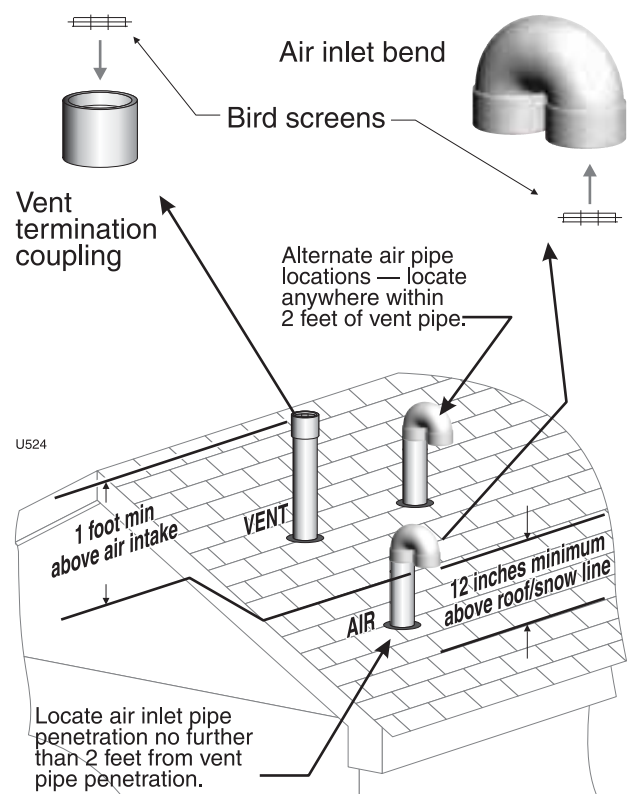 Air inlet bend
Bird screens
Vent
termination
coupling
Alternate air pipe
locations — locate
anywhere within
2 feet of vent pipe.
U524
1 foot min
above air intake
VENT
12 inches minimum
above roof/snow line
AIR
Locate air inlet pipe
penetration no further
than 2 feet from vent
pipe penetration.